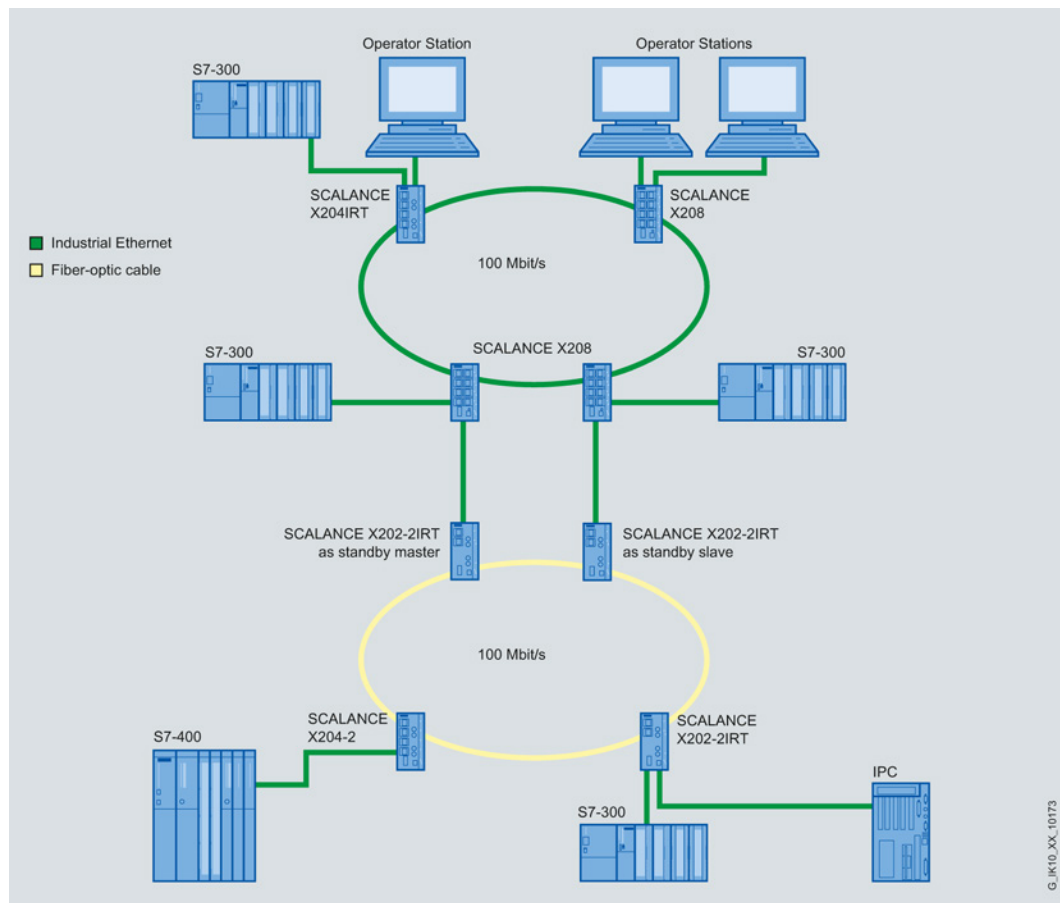 Operator Station
Operator Stations
S7-300
SCALANCE
X204IRT
SCALANCE
X208
Industrial Ethernet
Fiber-optic cable
100 Mbit/s
S7-300
SCALANCE X208
S7-300
SCALANCE X202-2IRT
as standby master
SCALANCE X202-2IRT
as standby slave
100 Mbit/s
SCALANCE
X204-2
SCALANCE
X202-2IRT
S7-400
IPC
S7-300
G_IK10_XX_10173